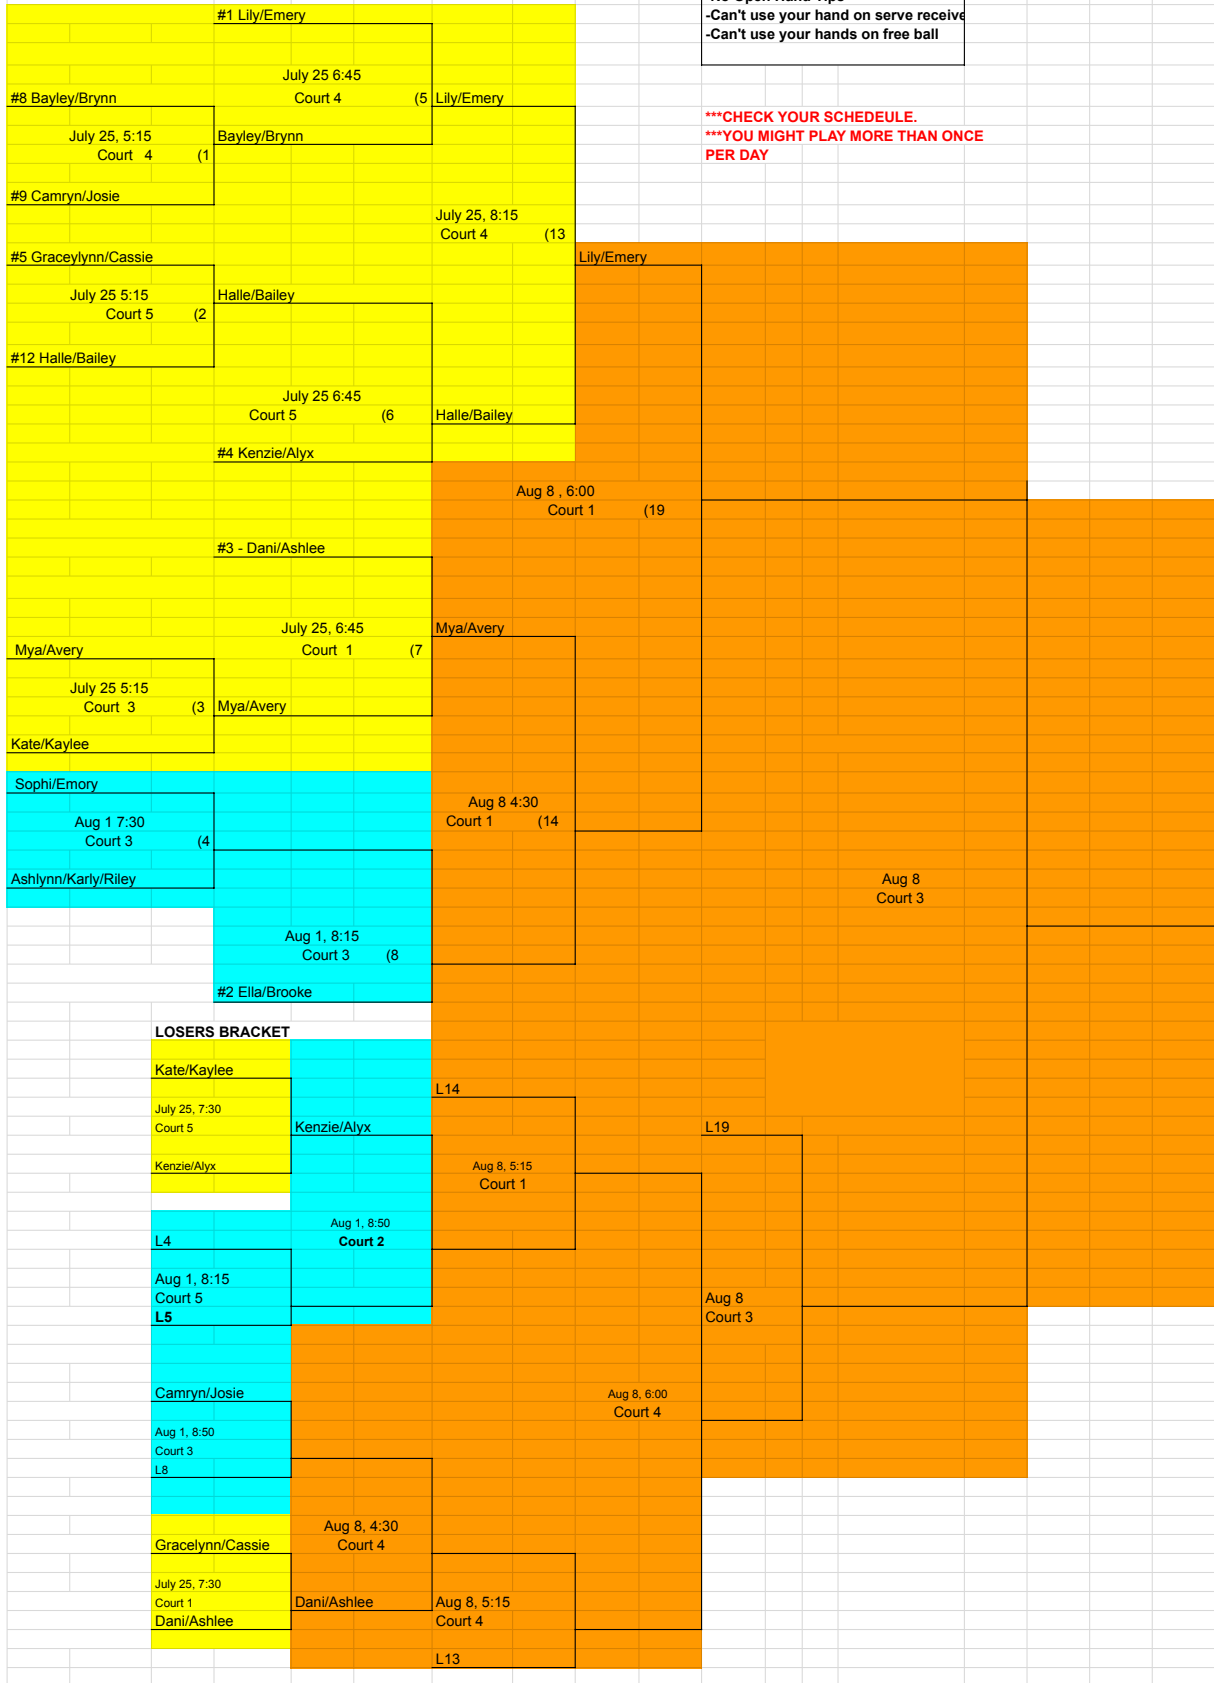 #1 Lily/Emery
-No Open Hand Tips
-Can't use your hand on serve receive
-Can't use your hands on free ball
July 25 6:45
#8 Bayley/Brynn
Court 4 (5
Lily/Emery
***CHECK YOUR SCHEDEULE.
***YOU MIGHT PLAY MORE THAN ONCE
PER DAY
July 25, 5:15
Bayley/Brynn
Court 4 (1
#9 Camryn/Josie
July 25, 8:15
Court 4 (13
#5 Graceylynn/Cassie
Lily/Emery
July 25 5:15
Halle/Bailey
Court 5 (2
#12 Halle/Bailey
July 25 6:45
Court 5 (6
Halle/Bailey
#4 Kenzie/Alyx
Aug 8 , 6:00
Court 1 (19
#3 - Dani/Ashlee
July 25, 6:45
Mya/Avery
Mya/Avery
Court 1 (7
July 25 5:15
Court 3 (3
Mya/Avery
Kate/Kaylee
Sophi/Emory
Aug 8 4:30
Aug 1 7:30
Court 1 (14
Court 3 (4
Ashlynn/Karly/Riley
Aug 8
Court 3
Aug 1, 8:15
Court 3 (8
#2 Ella/Brooke
LOSERS BRACKET
Kate/Kaylee
L14
July 25, 7:30
Court 5
Kenzie/Alyx
L19
Kenzie/Alyx
Aug 8, 5:15
Court 1
Aug 1, 8:50
L4
Court 2
Aug 1, 8:15
Court 5
Aug 8
L5
Court 3
Camryn/Josie
Aug 8, 6:00
Court 4
Aug 1, 8:50
Court 3
L8
Aug 8, 4:30
Gracelynn/Cassie
Court 4
July 25, 7:30
Court 1
Dani/Ashlee
Aug 8, 5:15
Dani/Ashlee
Court 4
L13